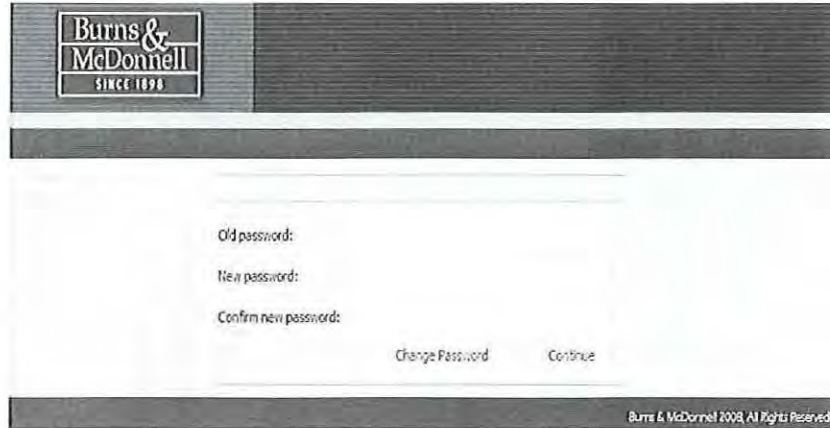 Burns &
McDonnell
SINCE 1898
Old password:
New password:
Confirm new password:
Change Password Continue
Burns & McDonnell 2008, All Rights Reserved